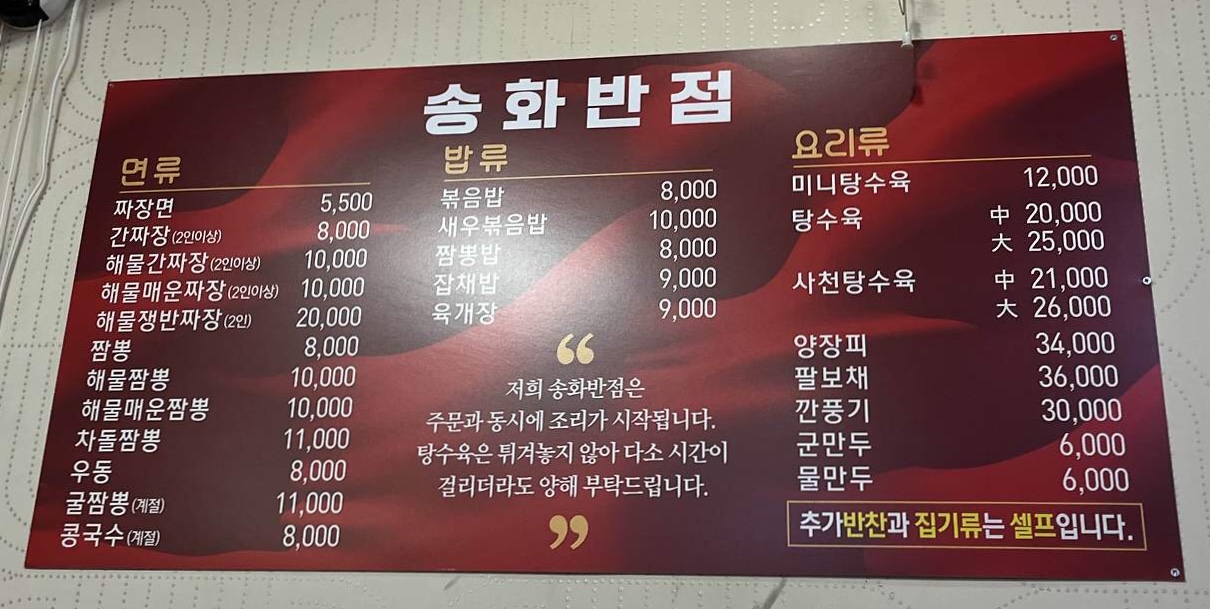 송화반점
면류
짜장면 5,500
간짜장(2인이상) 8,000
해물간짜장(2인이상) 10,000
해물매운짜장(2인이상) 10,000
해물쟁반짜장(2인) 20,000
짬뽕 8,000
해물짬뽕 10,000
해물매운짬뽕 10,000
차돌짬뽕 11,000
우동 8,000
굴짬뽕(계절) 11,000
콩국수(계절) 8,000
밥류
볶음밥 8,000
새우볶음밥 10,000
짬뽕밥 8,000
잡채밥 9,000
육개장 9,000
“
저희 송화반점은
주문과 동시에 조리가 시작됩니다.
탕수육은 튀겨놓지 않아 다소 시간이
걸리더라도 양해 부탁드립니다.
”
요리류
미니탕수육 12,000
탕수육 中 20,000
大 25,000
사천탕수육 中 21,000
大 26,000
양장피 34,000
팔보채 36,000
깐풍기 30,000
군만두 6,000
물만두 6,000
추가반찬과 집기류는 셀프입니다.